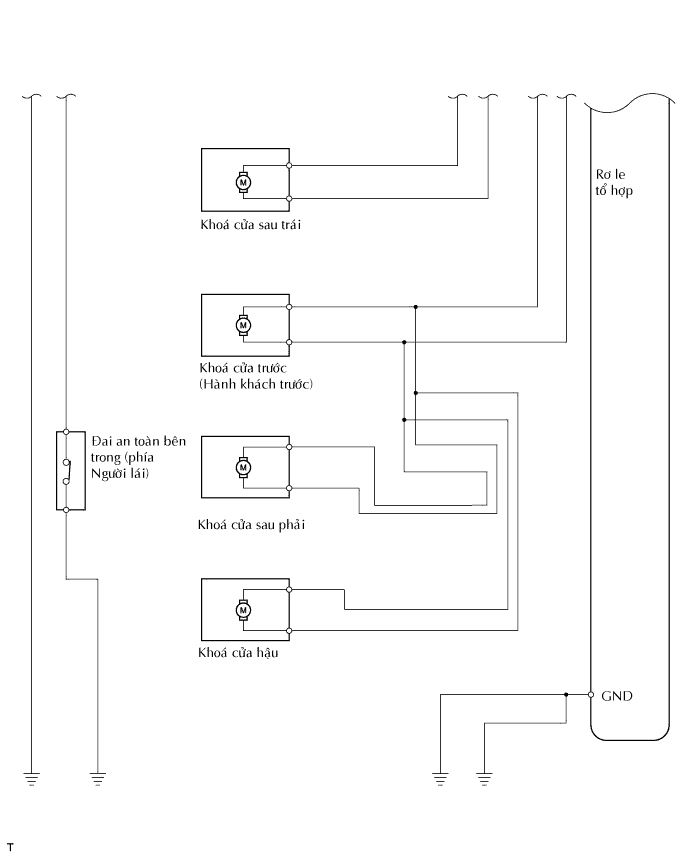 Rơ le
tổ hợp
M
Khoá cửa sau trái
M
Khoá cửa trước
(Hành khách trước)
Đai an toàn bên
trong (phía
Người lái)
M
Khoá cửa sau phải
M
Khoá cửa hậu
GND
T